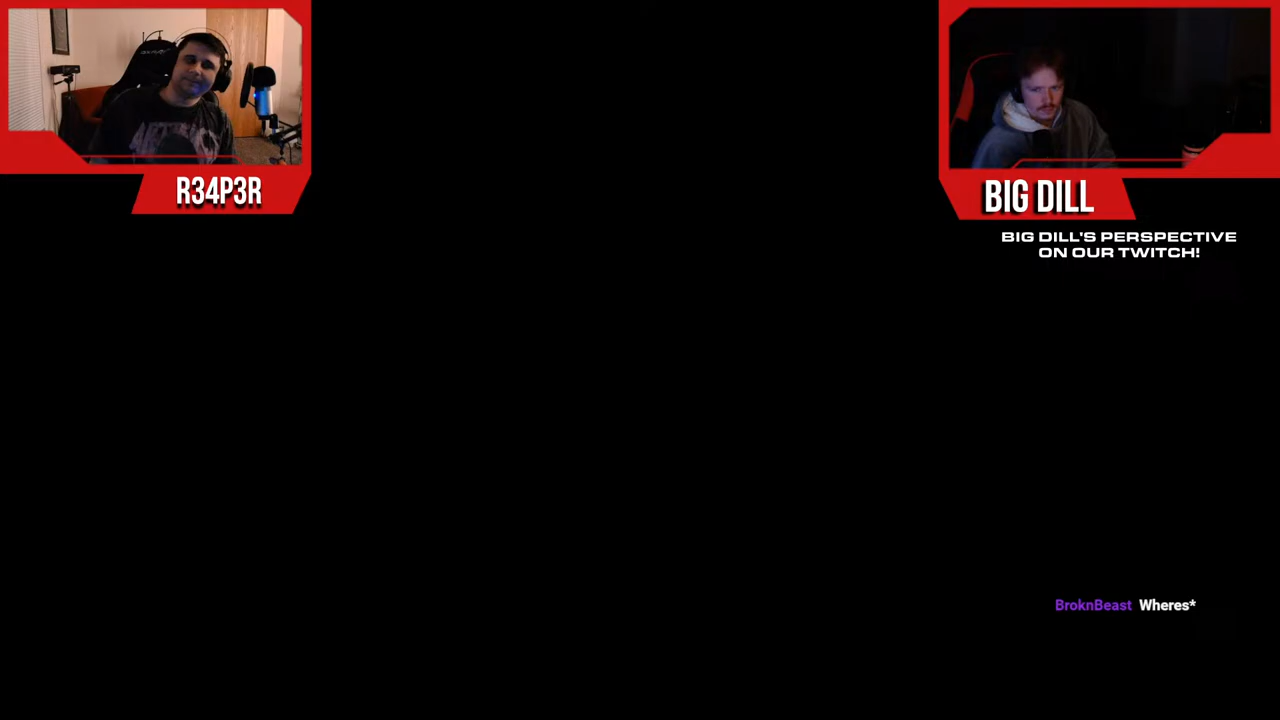 R34P3R
BIG DILL
BIG DILL'S PERSPECTIVE
ON OUR TWITCH!
BroknBeast Wheres*